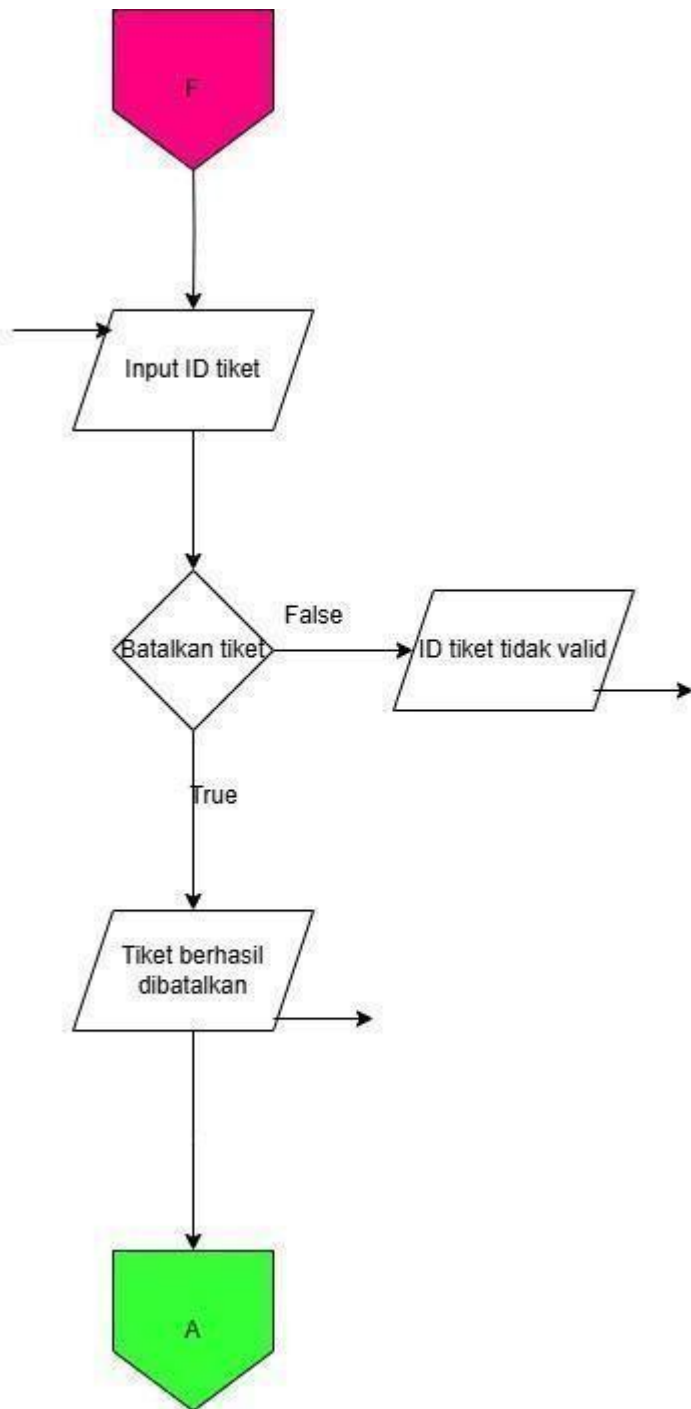 F
Input ID tiket
False
Batalkan tiket
ID tiket tidak valid
True
Tiket berhasil
dibatalkan
A